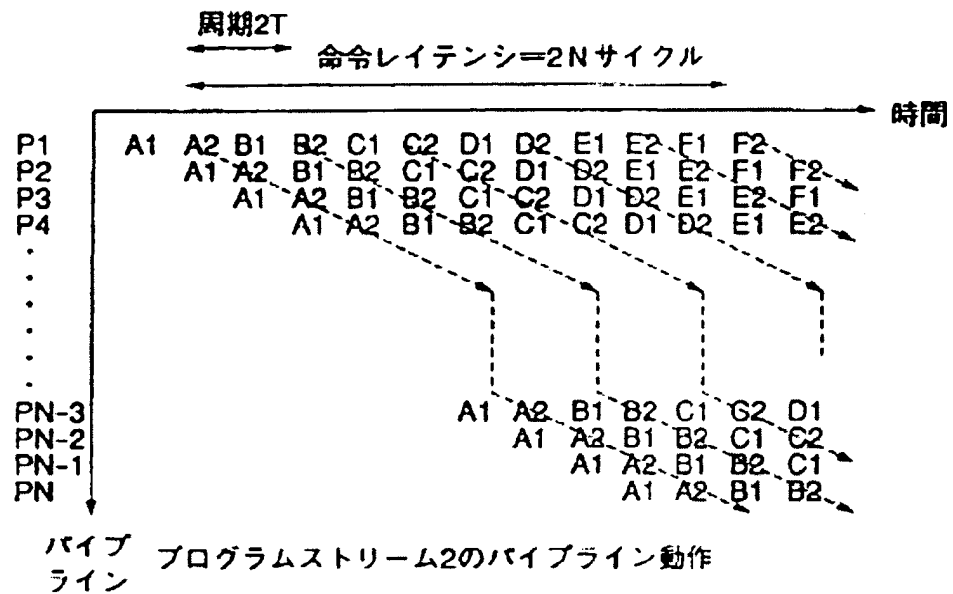 周期2T
命令レイテンシ=2Nサイクル
時間
P1 A1 A2 B1 B2 C1 C2 D1 D2 E1 E2 F1 F2
P2 A1 A2 B1 B2 C1 C2 D1 D2 E1 E2 F1 F2
P3 A1 A2 B1 B2 C1 C2 D1 D2 E1 E2 F1
P4 A1 A2 B1 B2 C1 C2 D1 D2 E1 E2
PN-3 A1 A2 B1 B2 C1 C2 D1
PN-2 A1 A2 B1 B2 C1 C2
PN-1 A1 A2 B1 B2 C1
PN A1 A2 B1 B2
パイプ
ライン
プログラムストリーム2のパイプライン動作